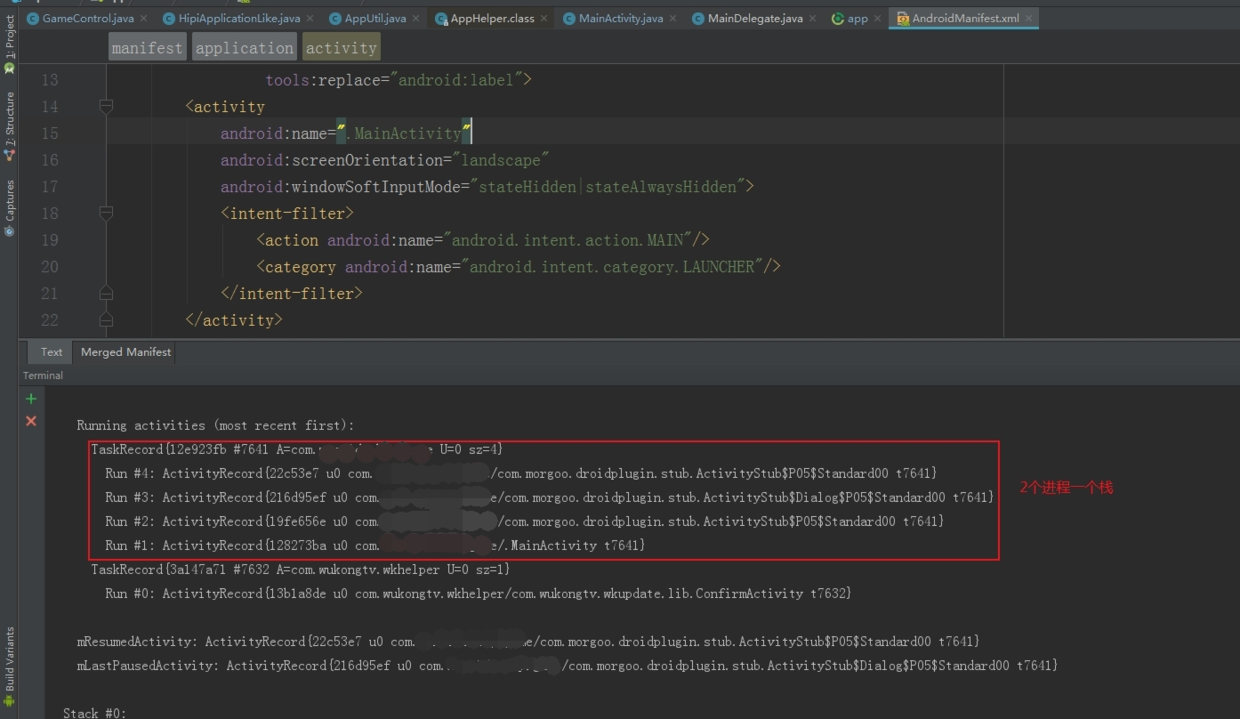 GameControl.java HipiApplicationLike.java AppUtil.java AppHelper.class MainActivity.java MainDelegate.java app AndroidManifest.xml
1: Project
7: Structure
Captures
Build Variants
manifest application activity
13 tools:replace="android:label">
14 <activity
15 android:name=".MainActivity"
16 android:screenOrientation="landscape"
17 android:windowSoftInputMode="stateHidden|stateAlwaysHidden">
18 <intent-filter>
19 <action android:name="android.intent.action.MAIN"/>
20 <category android:name="android.intent.category.LAUNCHER"/>
21 </intent-filter>
22 </activity>
Text Merged Manifest
Terminal
Running activities (most recent first):
TaskRecord{12e923fb #7641 A=com. U=0 sz=4}
Run #4: ActivityRecord{22c53e7 u0 com. /com.morgoo.droidplugin.stub.ActivityStub$P05$Standard00 t7641}
Run #3: ActivityRecord{216d95ef u0 com. e/com.morgoo.droidplugin.stub.ActivityStub$Dialog$P05$Standard00 t7641}
2个进程一个栈
Run #2: ActivityRecord{19fe656e u0 com. /com.morgoo.droidplugin.stub.ActivityStub$P05$Standard00 t7641}
Run #1: ActivityRecord{128273ba u0 com. e/.MainActivity t7641}
TaskRecord{3a147a71 #7632 A=com.wukongtv.wkhelper U=0 sz=1}
Run #0: ActivityRecord{13b1a8de u0 com.wukongtv.wkhelper/com.wukongtv.wkupdate.lib.ConfirmActivity t7632}
mResumedActivity: ActivityRecord{22c53e7 u0 com. e/com.morgoo.droidplugin.stub.ActivityStub$P05$Standard00 t7641}
mLastPausedActivity: ActivityRecord{216d95ef u0 com. /com.morgoo.droidplugin.stub.ActivityStub$Dialog$P05$Standard00 t7641}
Stack #0: